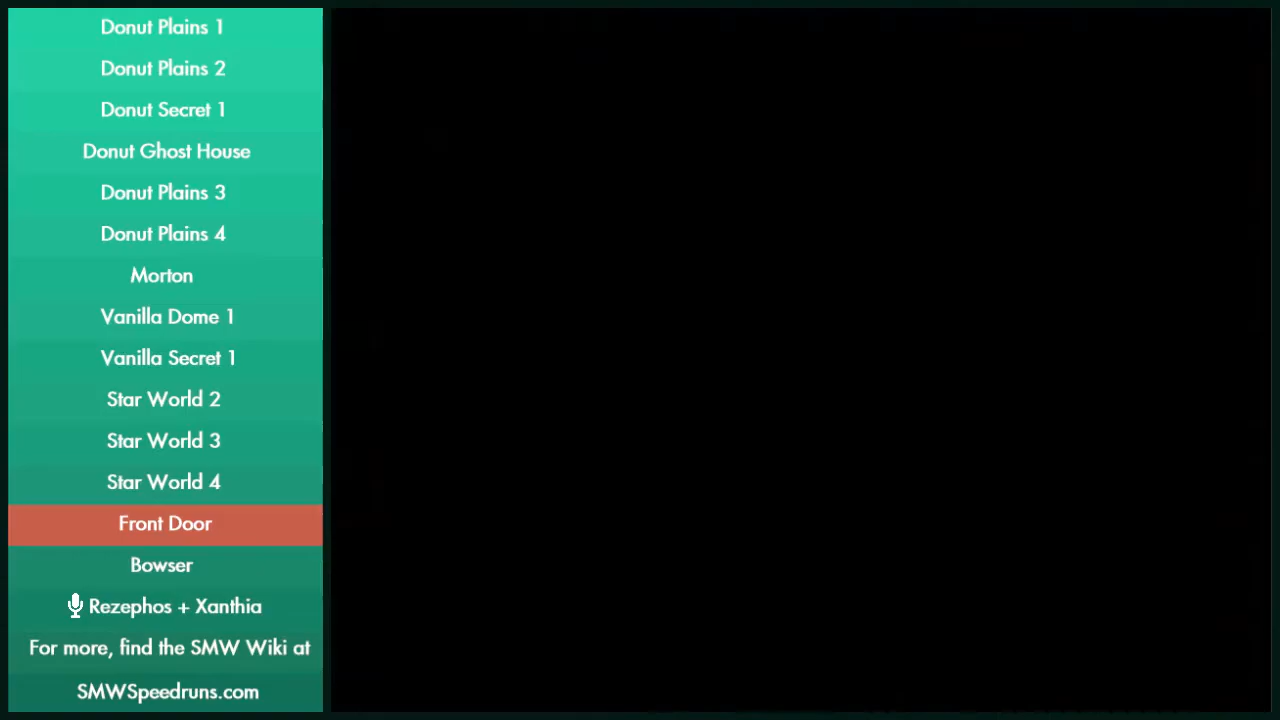 Donut Plains 1
Donut Plains 2
Donut Secret 1
Donut Ghost House
Donut Plains 3
Donut Plains 4
Morton
Vanilla Dome 1
Vanilla Secret 1
Star World 2
Star World 3
Star World 4
Front Door
Bowser
Rezephos + Xanthia
For more, find the SMW Wiki at
SMWSpeedruns.com